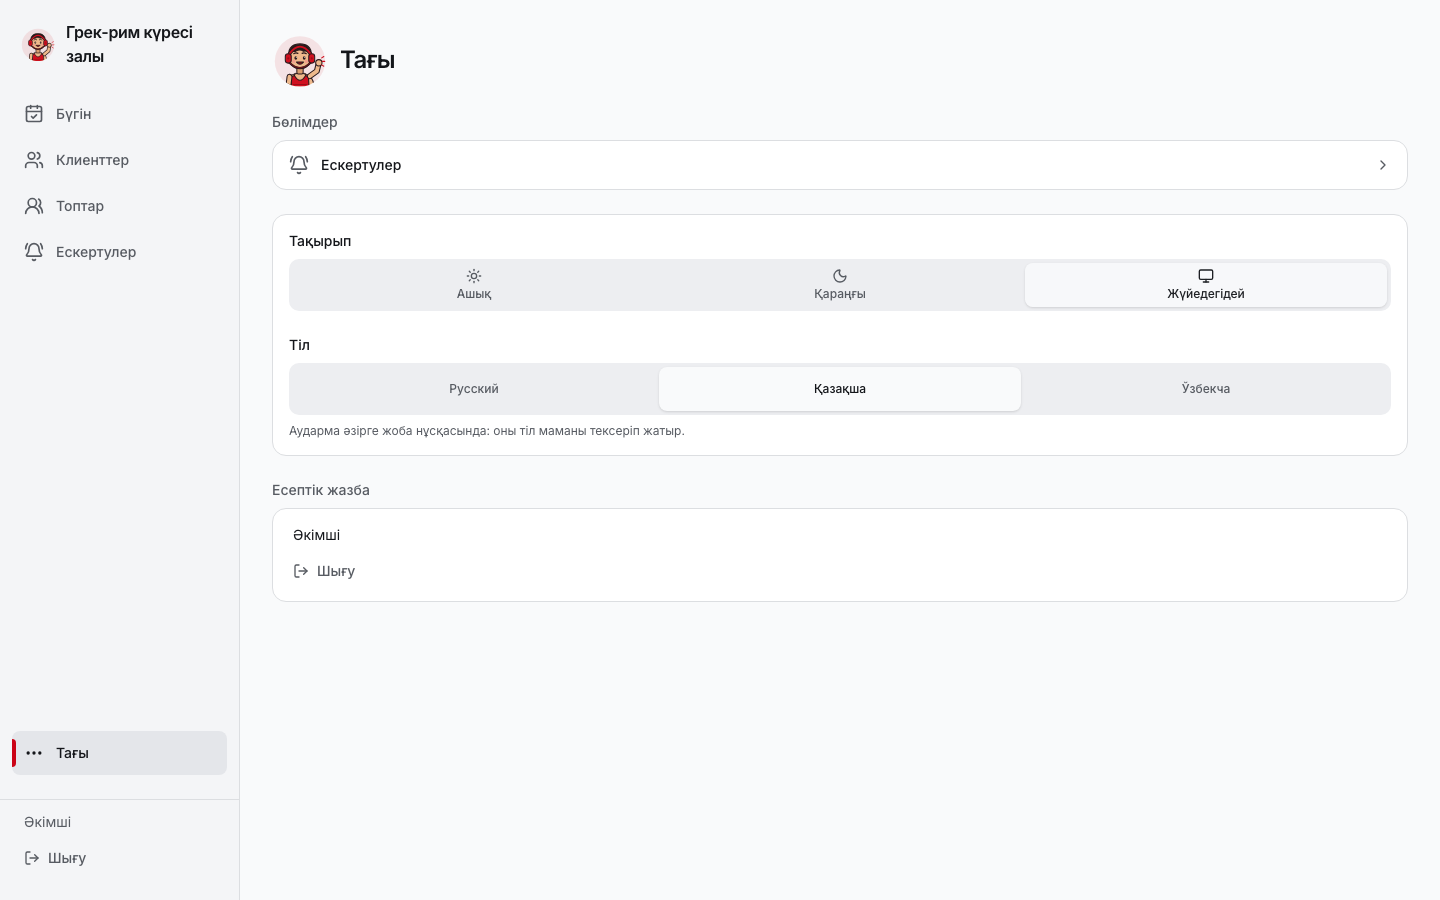 Грек-рим күресі
залы
Бүгін
Клиенттер
Топтар
Ескертулер
Тағы
Әкімші
Шығу
Тағы
Бөлімдер
Ескертулер
Тақырып
Ашық
Қараңғы
Жүйедегідей
Тіл
Русский
Қазақша
Ўзбекча
Аударма әзірге жоба нұсқасында: оны тіл маманы тексеріп жатыр.
Есептік жазба
Әкімші
Шығу